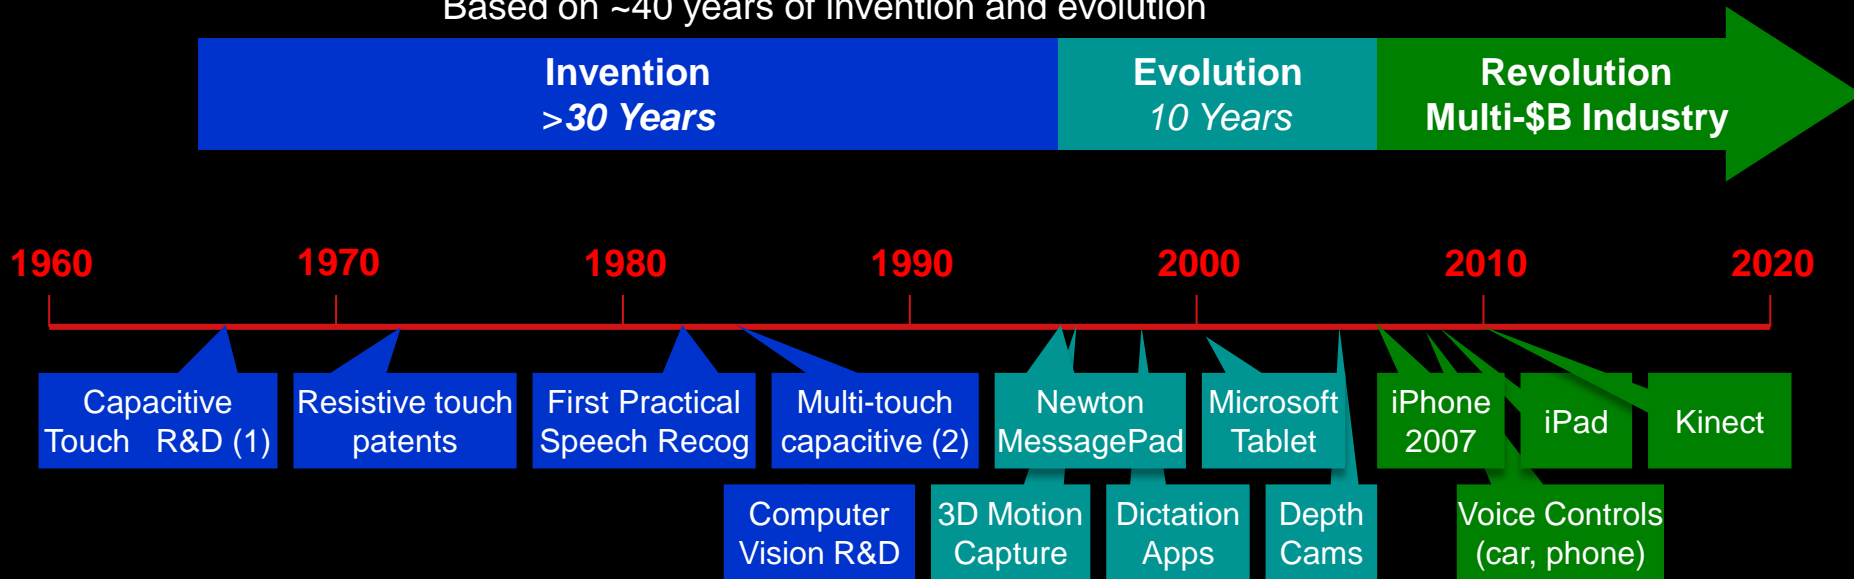 Based on ~40 years of invention and evolution
Invention
>30 Years
Evolution
10 Years
Revolution
Multi-$B Industry
1960
1970
1980
1990
2000
2010
2020
Capacitive
Touch R&D (1)
Resistive touch
patents
First Practical
Speech Recog
Multi-touch
capacitive (2)
Newton
MessagePad
Microsoft
Tablet
iPhone
2007
iPad
Kinect
Computer
Vision R&D
3D Motion
Capture
Dictation
Apps
Depth
Cams
Voice Controls
(car, phone)